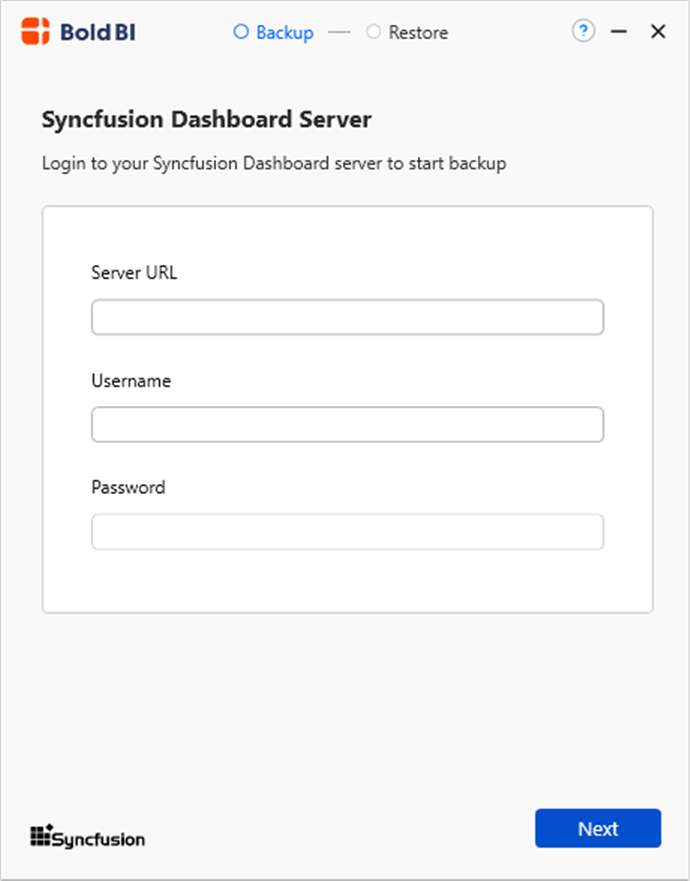 Bold BI
Backup
Restore
?
Syncfusion Dashboard Server
Login to your Syncfusion Dashboard server to start backup
Server URL
Username
Password
Syncfusion
Next